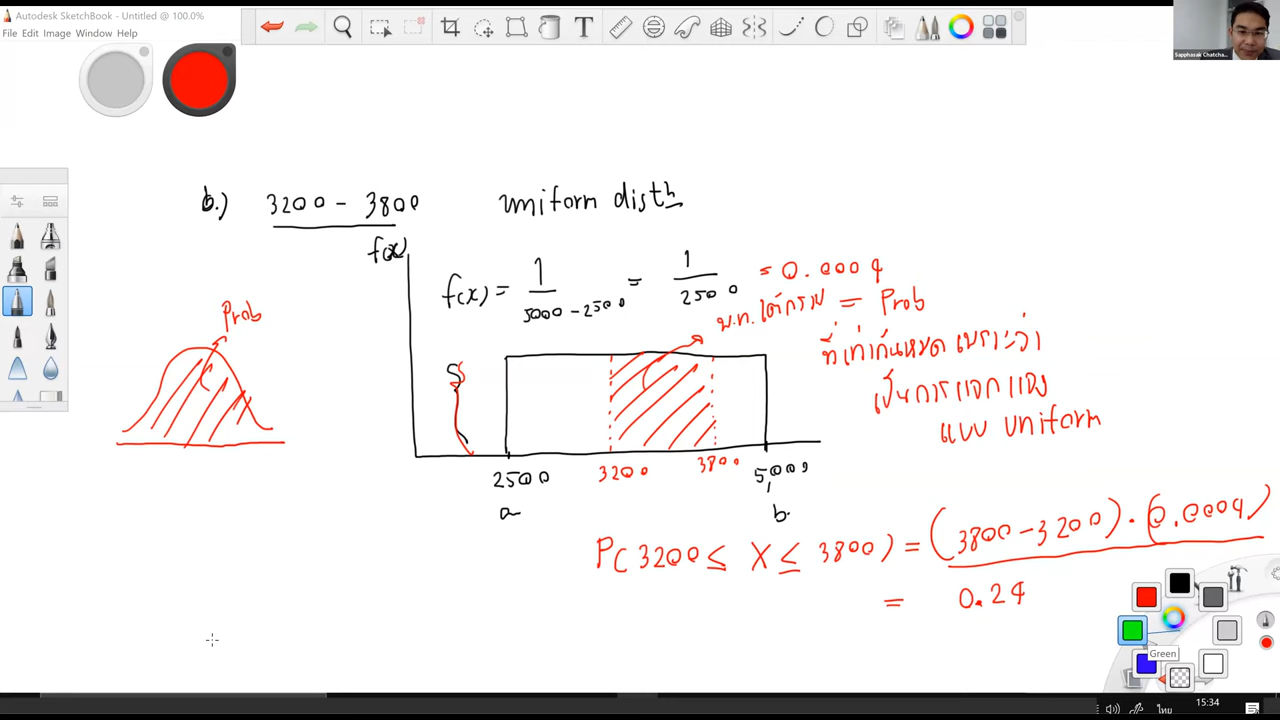 Autodesk SketchBook - Untitled @ 100.0%
File Edit Image Window Help
Sapphasak Chatcha...
b.) 3200 - 3800 uniform distn
f(x)
f(x) = 1 / 5000 - 2500 = 1 / 2500 = 0.0004
พ.ท. ใต้กราฟ = Prob
ที่เท่ากันหมด เพราะว่า
เป็นการแจกแจง
แบบ uniform
Prob
2500 3200 3800 5,000
a b
P( 3200 ≤ X ≤ 3800 ) = (3800 - 3200) . (0.0004)
= 0.24
Green
15:34
ไทย